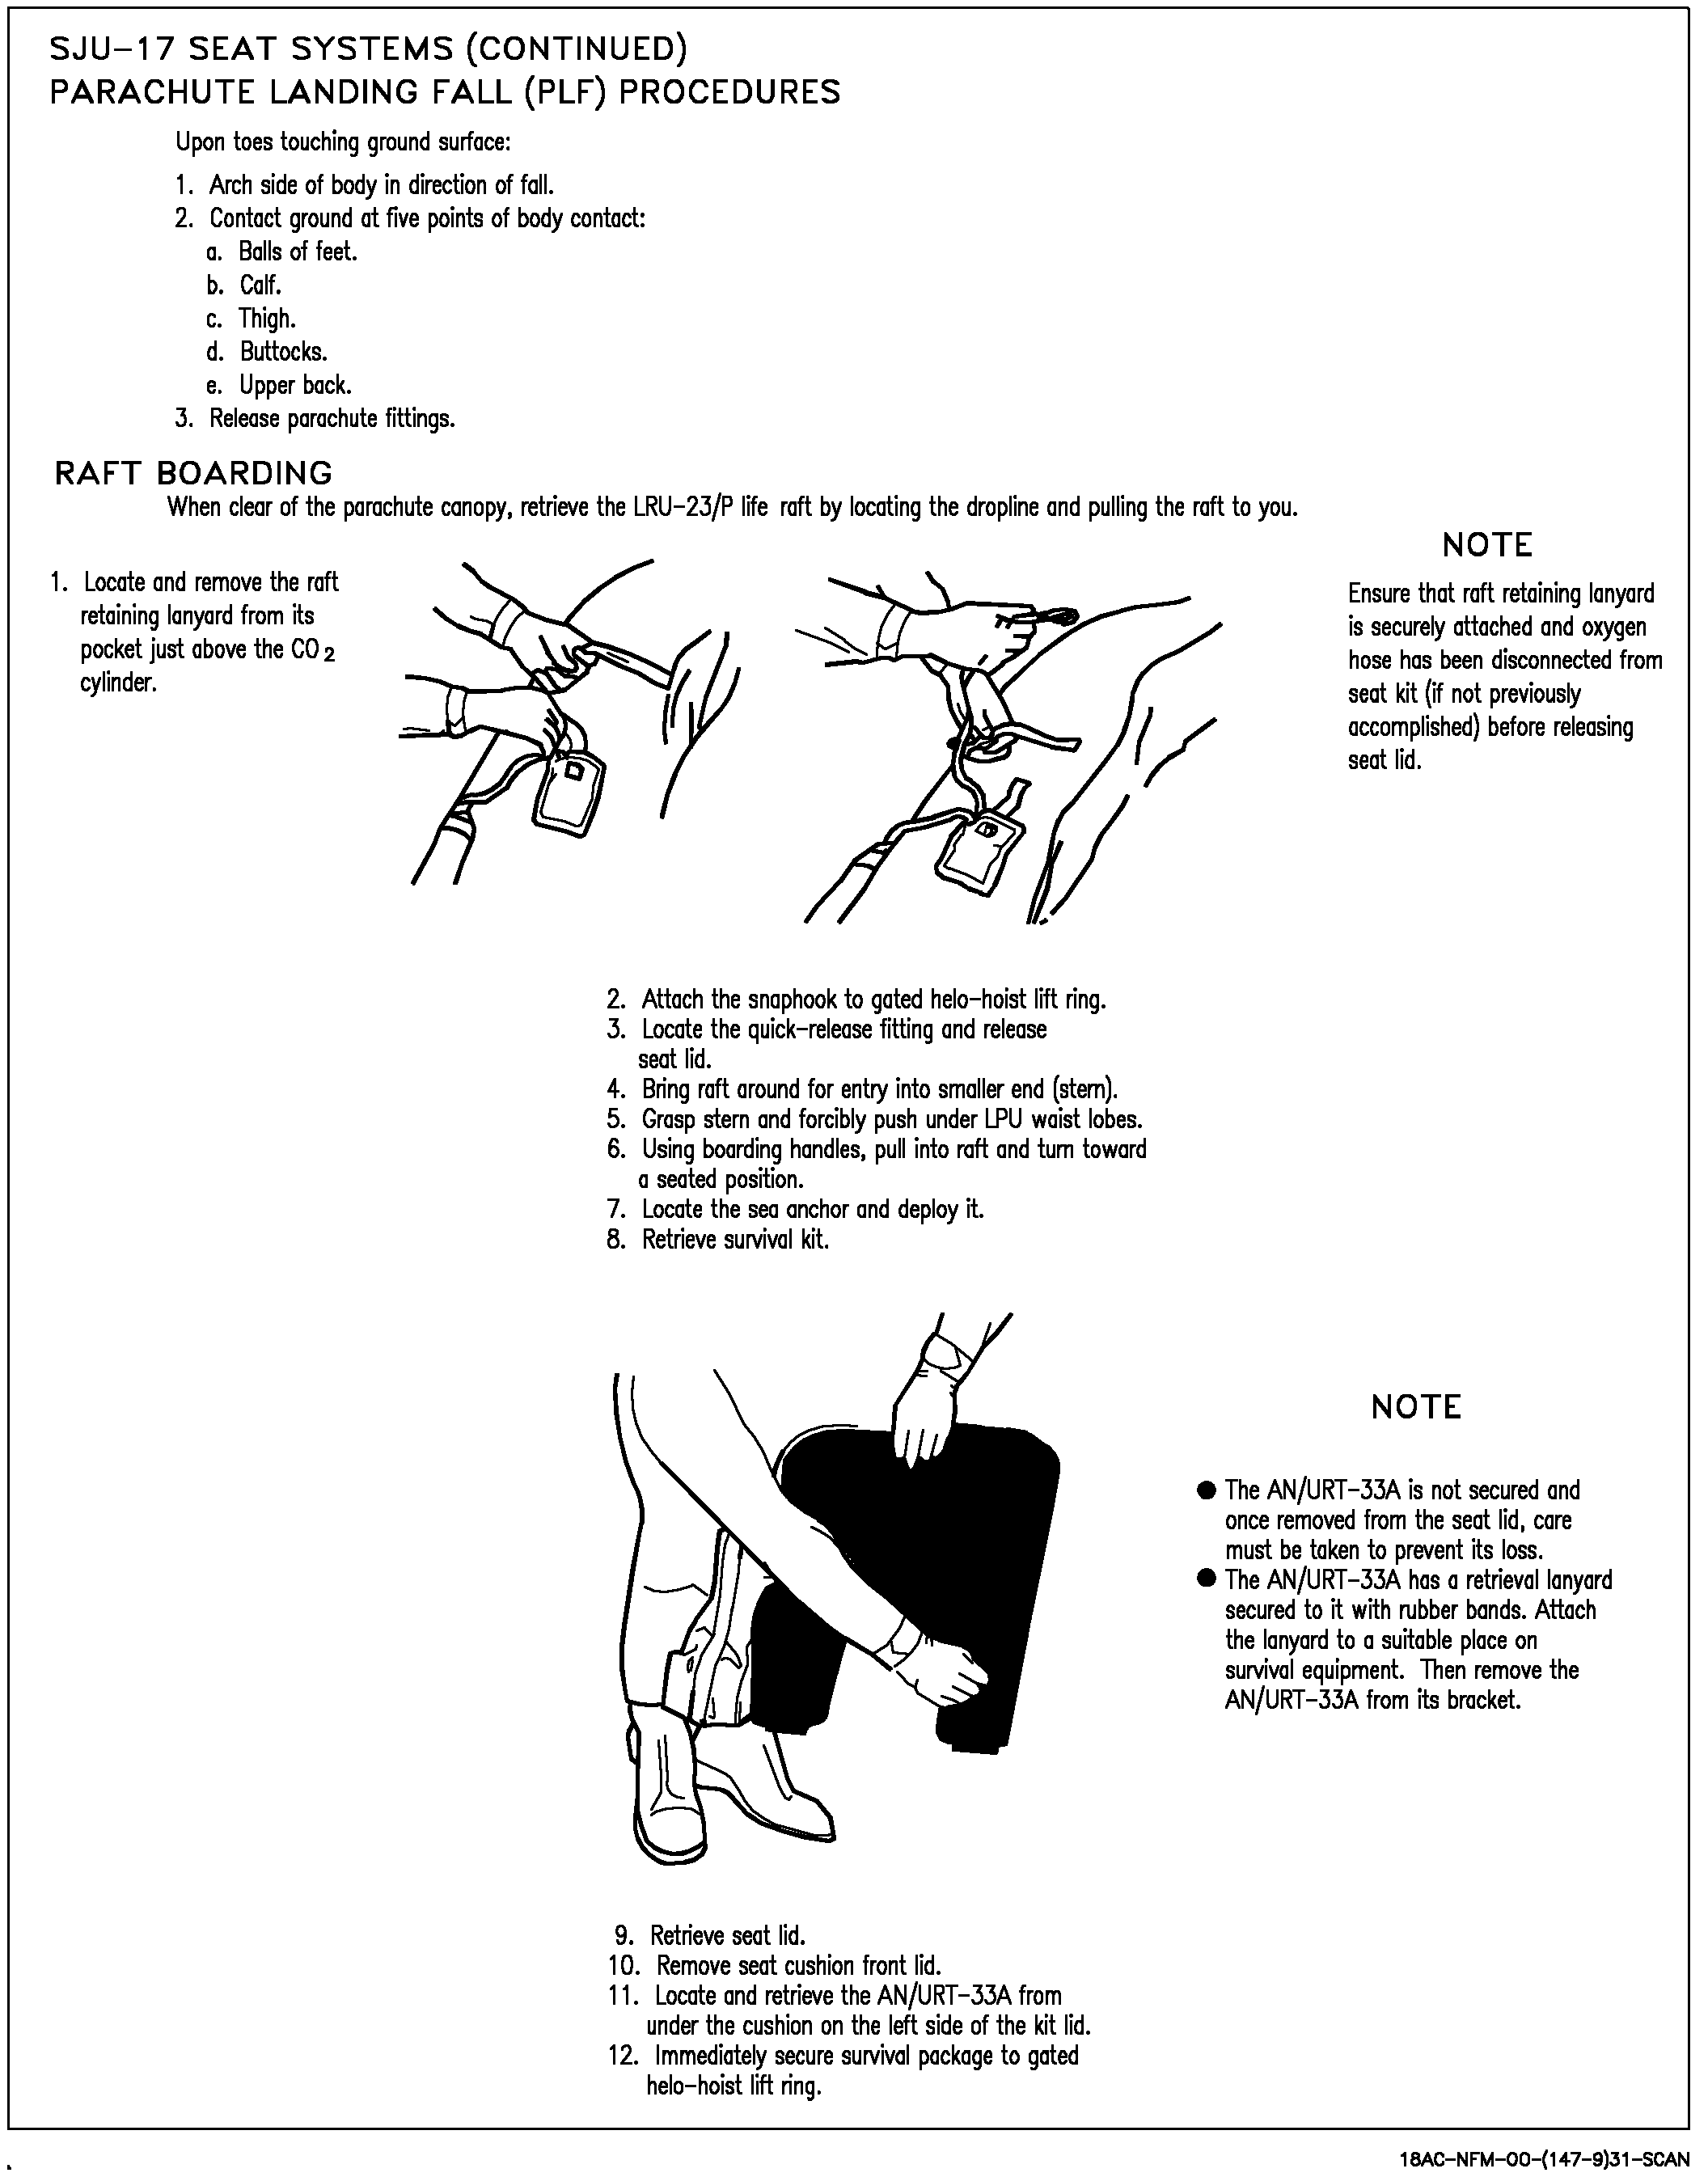 SJU-17 SEAT SYSTEMS (CONTINUED)
PARACHUTE LANDING FALL (PLF) PROCEDURES
Upon toes touching ground surface:
1. Arch side of body in direction of fall.
2. Contact ground at five points of body contact:
a. Balls of feet.
b. Calf.
c. Thigh.
d. Buttocks.
e. Upper back.
3. Release parachute fittings.
RAFT BOARDING
When clear of the parachute canopy, retrieve the LRU-23/P life raft by locating the dropline and pulling the raft to you.
1. Locate and remove the raft
retaining lanyard from its
pocket just above the CO2
cylinder.
NOTE
Ensure that raft retaining lanyard
is securely attached and oxygen
hose has been disconnected from
seat kit (if not previously
accomplished) before releasing
seat lid.
2. Attach the snaphook to gated helo-hoist lift ring.
3. Locate the quick-release fitting and release
seat lid.
4. Bring raft around for entry into smaller end (stern).
5. Grasp stern and forcibly push under LPU waist lobes.
6. Using boarding handles, pull into raft and turn toward
a seated position.
7. Locate the sea anchor and deploy it.
8. Retrieve survival kit.
NOTE
● The AN/URT-33A is not secured and
once removed from the seat lid, care
must be taken to prevent its loss.
● The AN/URT-33A has a retrieval lanyard
secured to it with rubber bands. Attach
the lanyard to a suitable place on
survival equipment. Then remove the
AN/URT-33A from its bracket.
9. Retrieve seat lid.
10. Remove seat cushion front lid.
11. Locate and retrieve the AN/URT-33A from
under the cushion on the left side of the kit lid.
12. Immediately secure survival package to gated
helo-hoist lift ring.
18AC-NFM-00-(147-9)31-SCAN